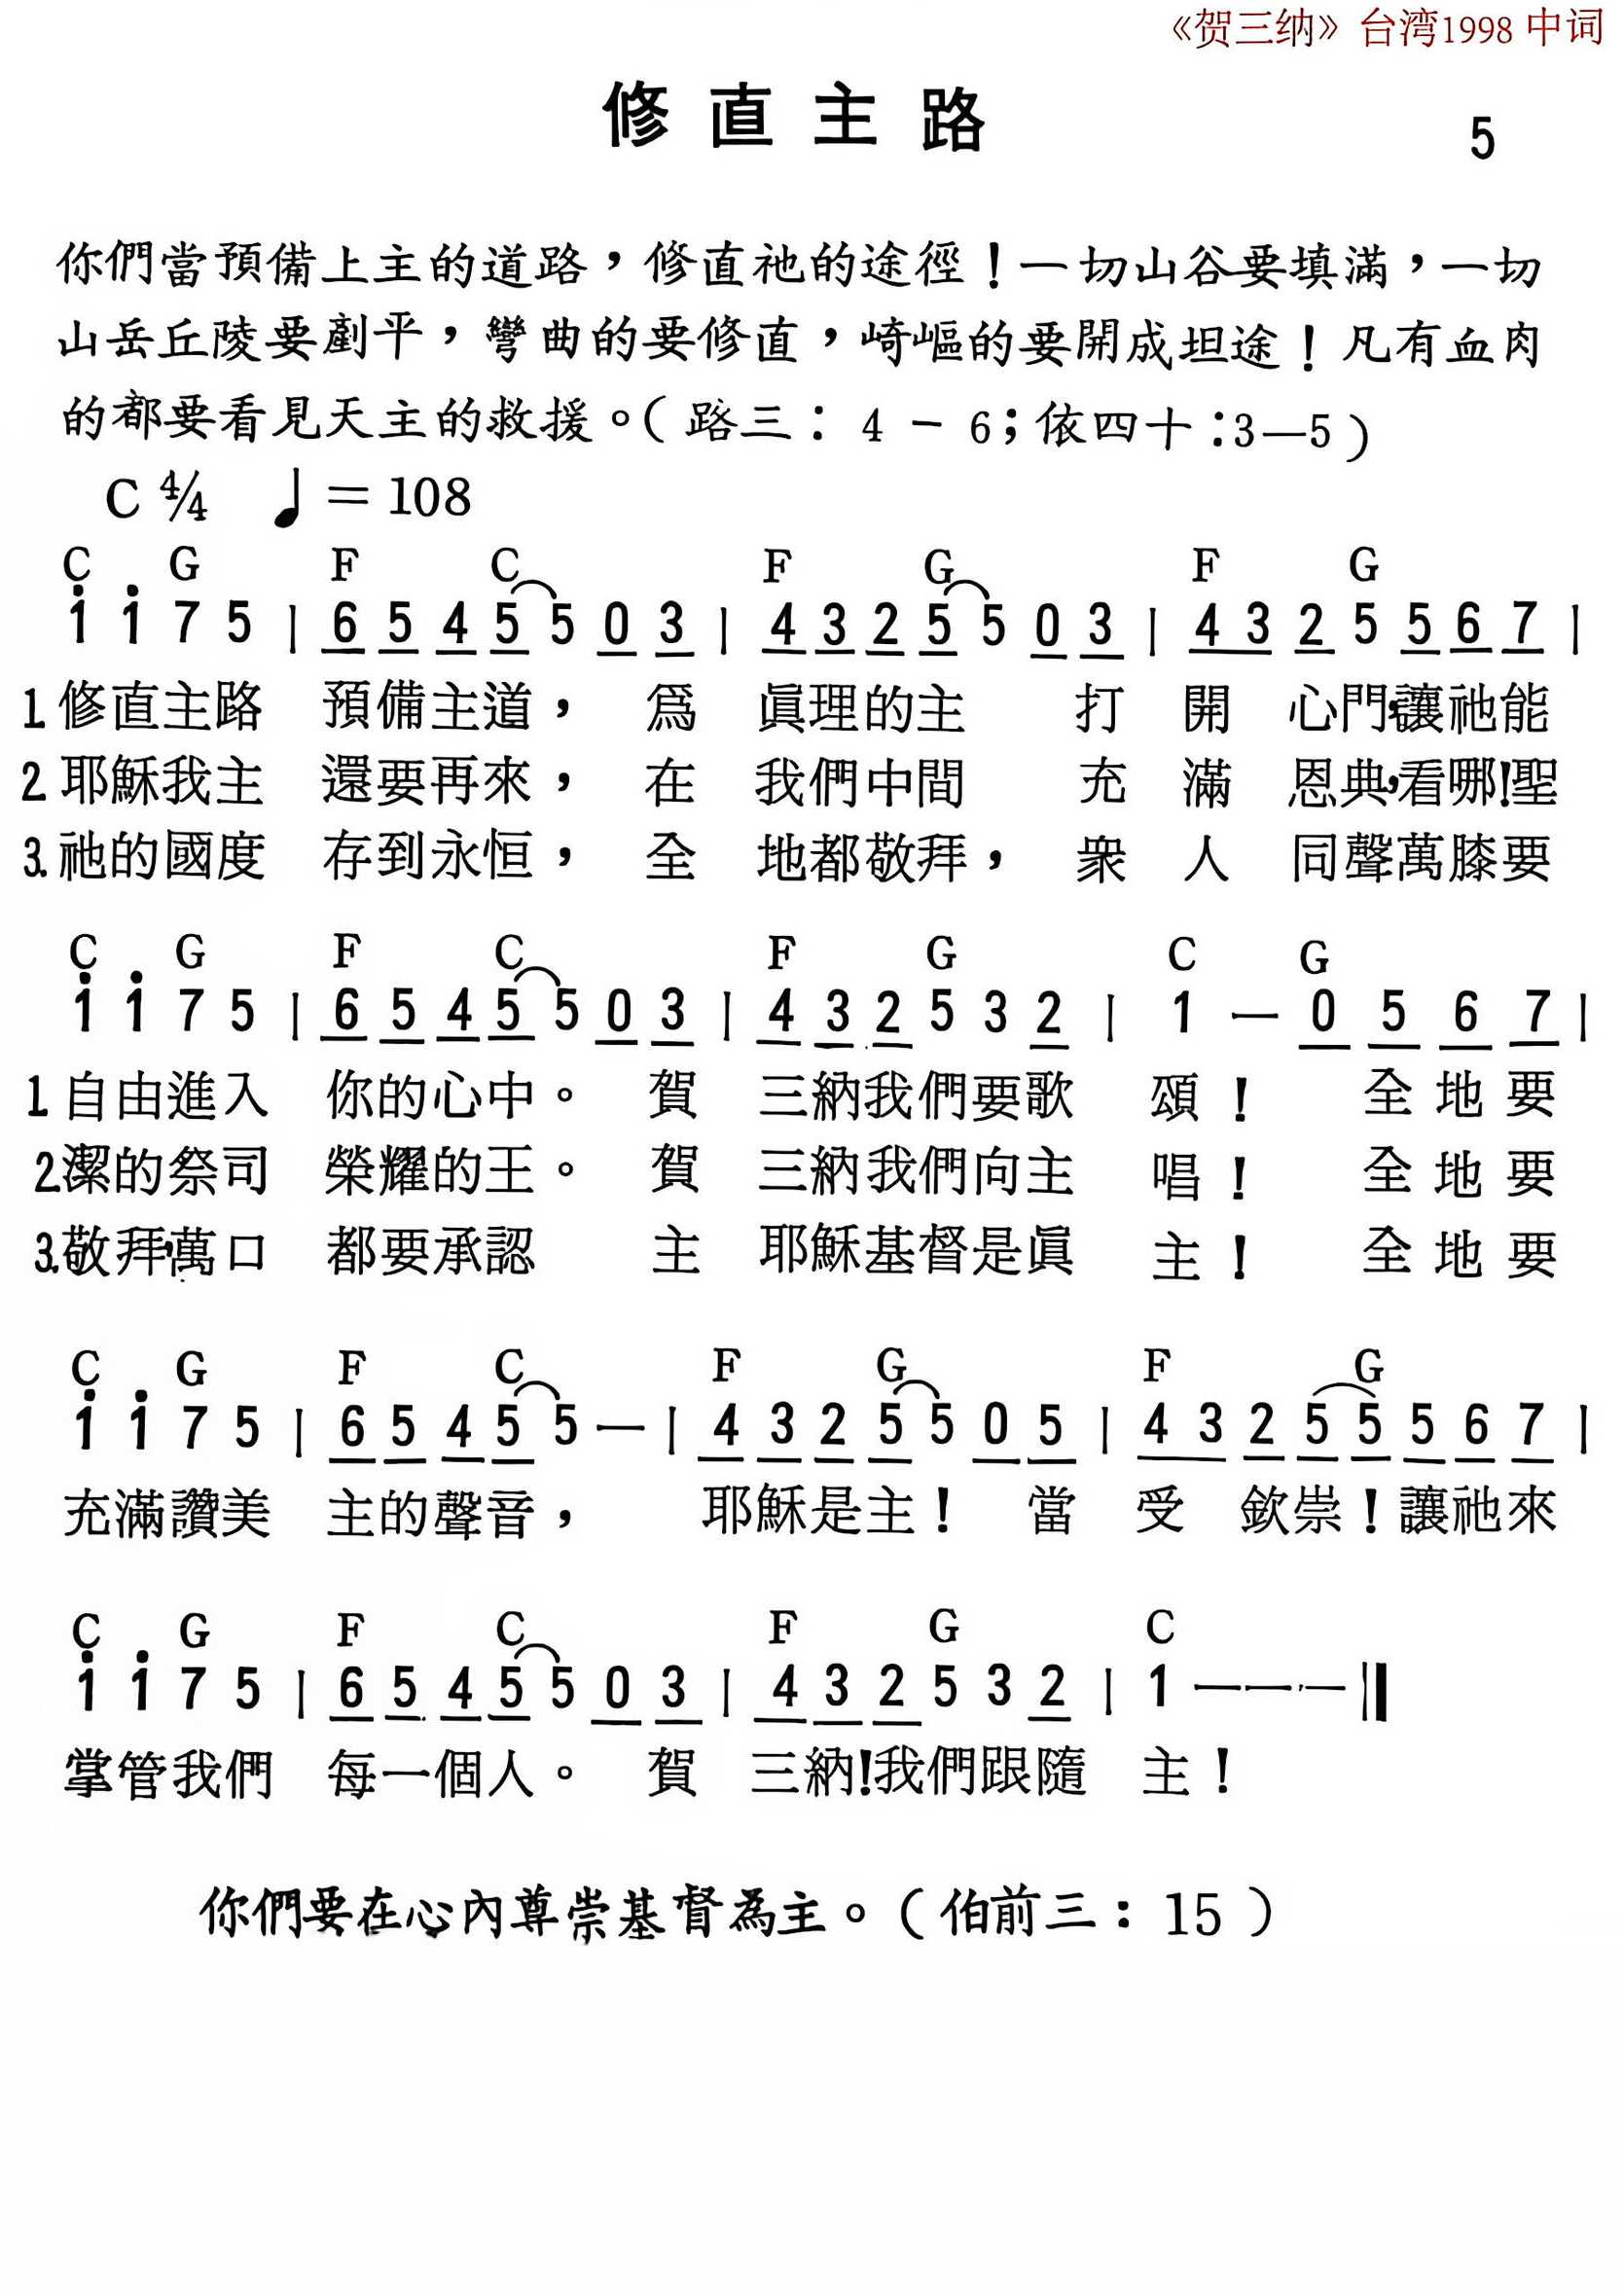 《贺三纳》台湾1998 中词
修直主路
5
你們當預備上主的道路，修直祂的途徑！一切山谷要填滿，一切
山岳丘陵要剷平，彎曲的要修直，崎嶇的要開成坦途！凡有血肉
的都要看見天主的救援。（路三：4－6；依四十：3—5）
C 4/4 ♩＝108
C G F C F G F G
i i 7 5 | 6 5 4 5 5 0 3 | 4 3 2 5 5 0 3 | 4 3 2 5 5 6 7 |
1.修直主路 預備主道， 爲 眞理的主 打 開 心門，讓祂能
2.耶穌我主 還要再來， 在 我們中間 充 滿 恩典，看哪！聖
3.祂的國度 存到永恒， 全 地都敬拜， 衆 人 同聲萬膝要
C G F C F G C G
i i 7 5 | 6 5 4 5 5 0 3 | 4 3 2 5 3 2 | 1 — 0 5 6 7 |
1.自由進入 你的心中。 賀 三納我們要歌 頌！ 全地要
2.潔的祭司 榮耀的王。 賀 三納我們向主 唱！ 全地要
3.敬拜，萬口 都要承認 主 耶穌基督是眞 主！ 全地要
C G F C F G F G
i i 7 5 | 6 5 4 5 5 — | 4 3 2 5 5 0 5 | 4 3 2 5 5 5 6 7 |
充滿讚美 主的聲音， 耶穌是主！ 當 受 欽崇！讓祂來
C G F C F G C
i i 7 5 | 6 5 4 5 5 0 3 | 4 3 2 5 3 2 | 1 — — — ‖
掌管我們 每一個人。 賀 三納！我們跟隨 主！
你們要在心內尊崇基督為主。（伯前三：15）